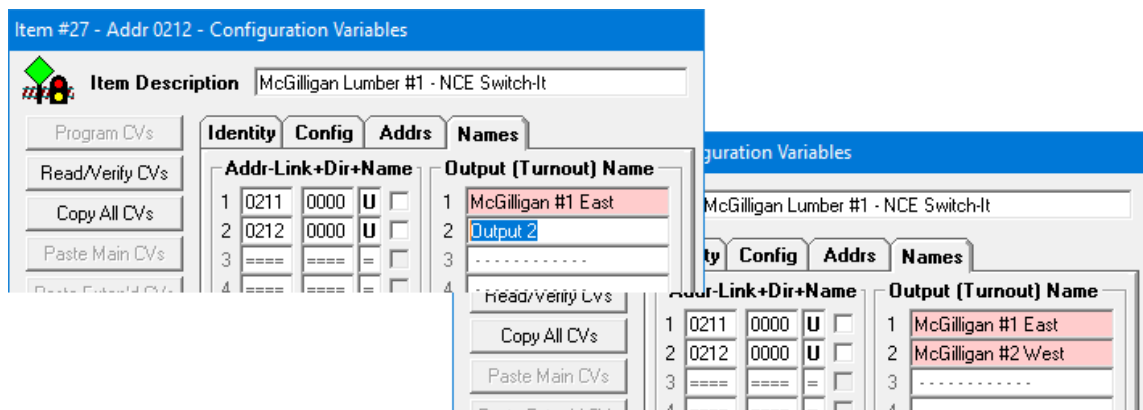 Item #27 - Addr 0212 - Configuration Variables
Item Description McGilligan Lumber #1 - NCE Switch-It
Program CVs
Read/Verify CVs
Copy All CVs
Paste Main CVs
Identity Config Addrs Names
Addr-Link+Dir+Name Output (Turnout) Name
1 0211 0000 U 1 McGilligan #1 East
2 0212 0000 U 2 Output 2
3 ==== ==== = 3 - - - - - - - - - - - -
4 ==== ==== = 4 - - - - - - - - - - - -
guration Variables
McGilligan Lumber #1 - NCE Switch-It
ty Config Addrs Names
Read/Verify CVs
Copy All CVs
Paste Main CVs
Addr-Link+Dir+Name Output (Turnout) Name
1 0211 0000 U 1 McGilligan #1 East
2 0212 0000 U 2 McGilligan #2 West
3 ==== ==== = 3 - - - - - - - - - - - -